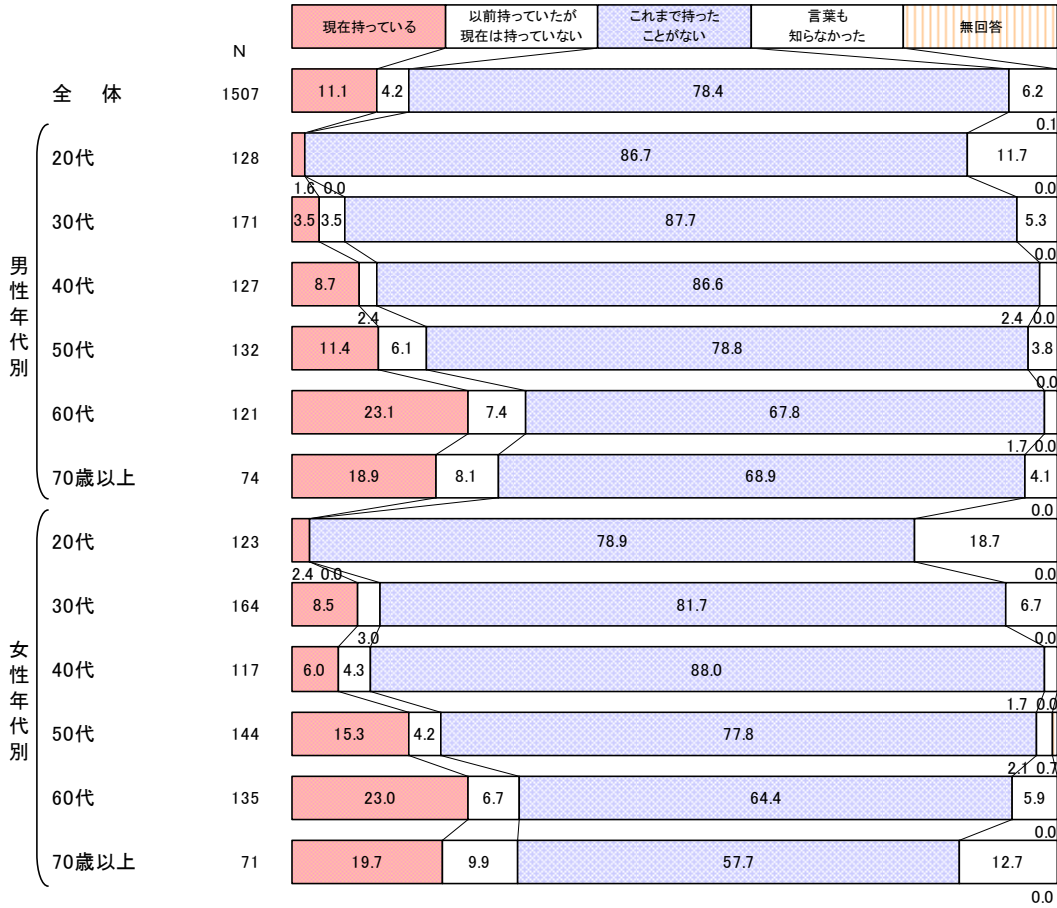 現在持っている 以前持っていたが これまで持った 言葉も 無回答
現在は持っていない ことがない 知らなかった
N
全 体 1507 11.1 4.2 78.4 6.2
0.1
男性年代別
20代 128 86.7 11.7
1.6 0.0 0.0
30代 171 3.5 3.5 87.7 5.3
0.0
40代 127 8.7 86.6
2.4 2.4 0.0
50代 132 11.4 6.1 78.8 3.8
0.0
60代 121 23.1 7.4 67.8
1.7 0.0
70歳以上 74 18.9 8.1 68.9 4.1
0.0
女性年代別
20代 123 78.9 18.7
2.4 0.0 0.0
30代 164 8.5 81.7 6.7
3.0 0.0
40代 117 6.0 4.3 88.0
1.7 0.0
50代 144 15.3 4.2 77.8
2.1 0.7
60代 135 23.0 6.7 64.4 5.9
0.0
70歳以上 71 19.7 9.9 57.7 12.7
0.0